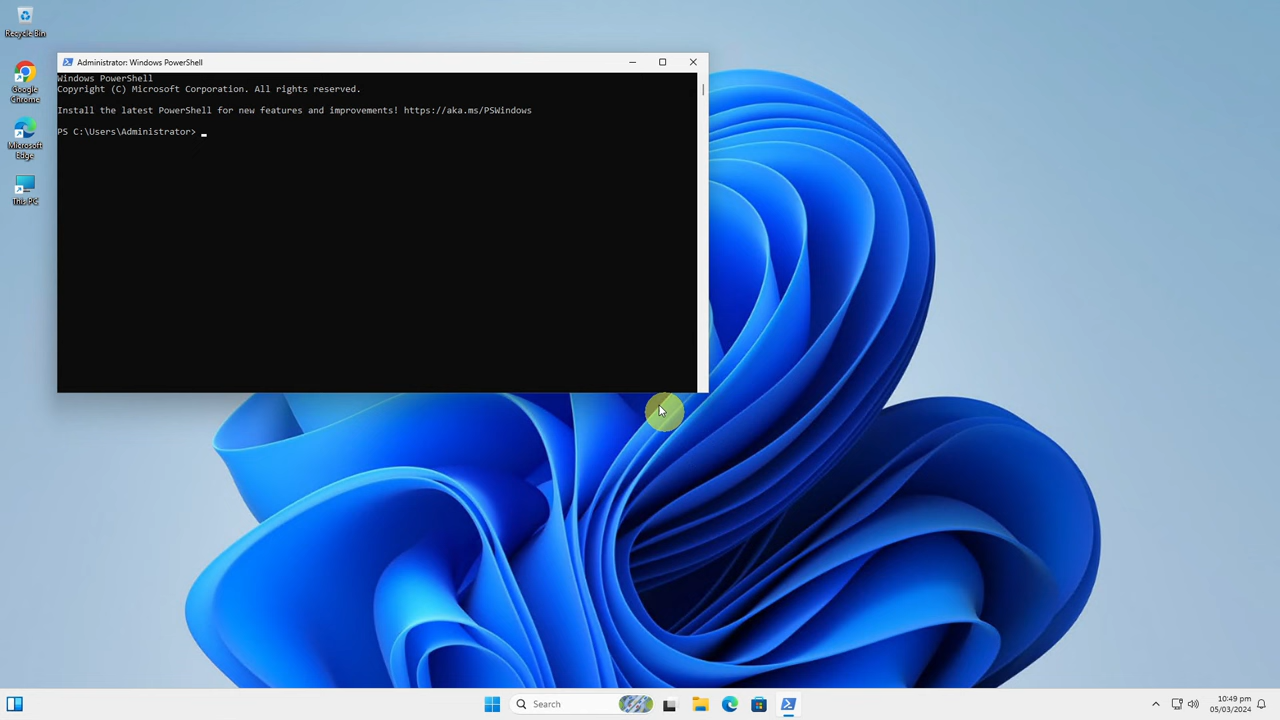 Recycle Bin
Google
Chrome
Microsoft
Edge
This PC
Administrator: Windows PowerShell
Windows PowerShell
Copyright (C) Microsoft Corporation. All rights reserved.
Install the latest PowerShell for new features and improvements! https://aka.ms/PSWindows
PS C:\Users\Administrator>
Search
10:49 pm
05/03/2024